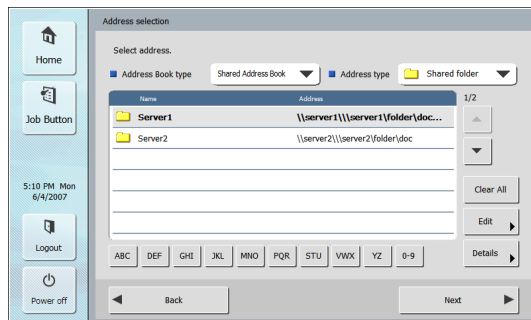 Address selection
Home
Select address.
Address Book type
Shared Address Book
Address type
Shared folder
Job Button
Name
Address
1/2
Server1
\\server1\\\server1\folder\doc...
Server2
\\server2\\\server2\folder\doc
5:10 PM Mon
6/4/2007
Clear All
Edit
Logout
ABC DEF GHI JKL MNO PQR STU VWX YZ 0-9
Details
Power off
Back
Next